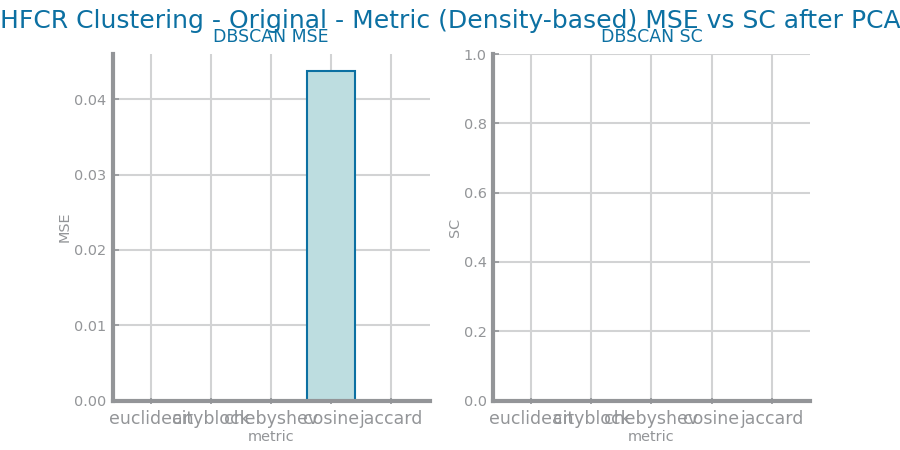 HFCR Clustering - Original - Metric (Density-based) MSE vs SC after PCA
DBSCAN MSE
MSE
0.04
0.03
0.02
0.01
0.00
euclidean cityblock chebyshev cosine jaccard
metric
DBSCAN SC
SC
1.0
0.8
0.6
0.4
0.2
0.0
euclidean cityblock chebyshev cosine jaccard
metric